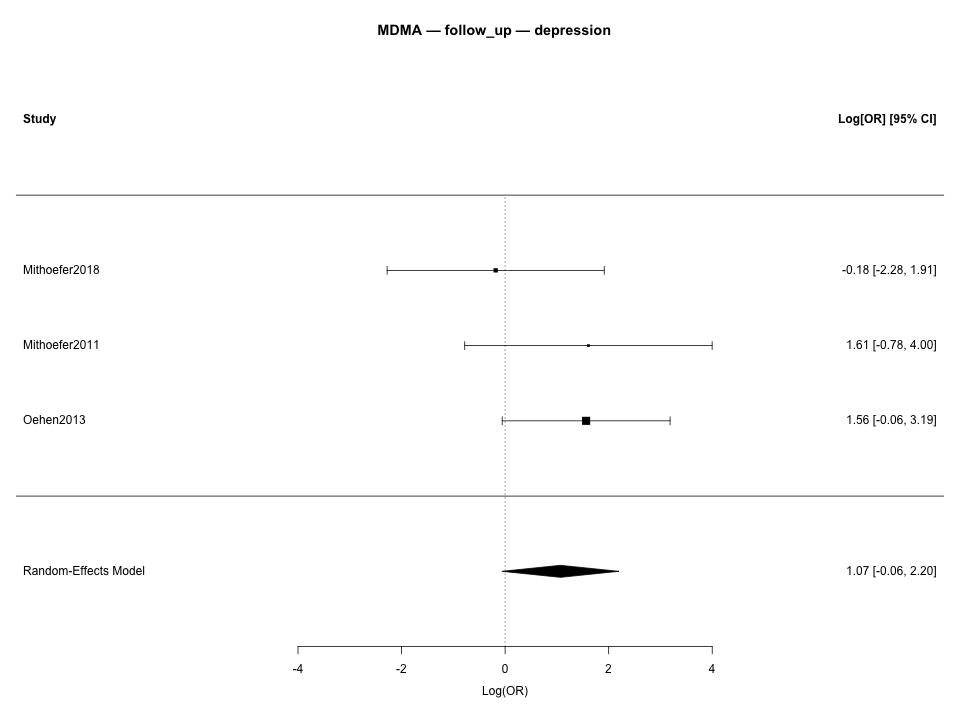 MDMA — follow_up — depression
Study Log[OR] [95% CI]
Mithoefer2018 -0.18 [-2.28, 1.91]
Mithoefer2011 1.61 [-0.78, 4.00]
Oehen2013 1.56 [-0.06, 3.19]
Random-Effects Model 1.07 [-0.06, 2.20]
-4 -2 0 2 4
Log(OR)